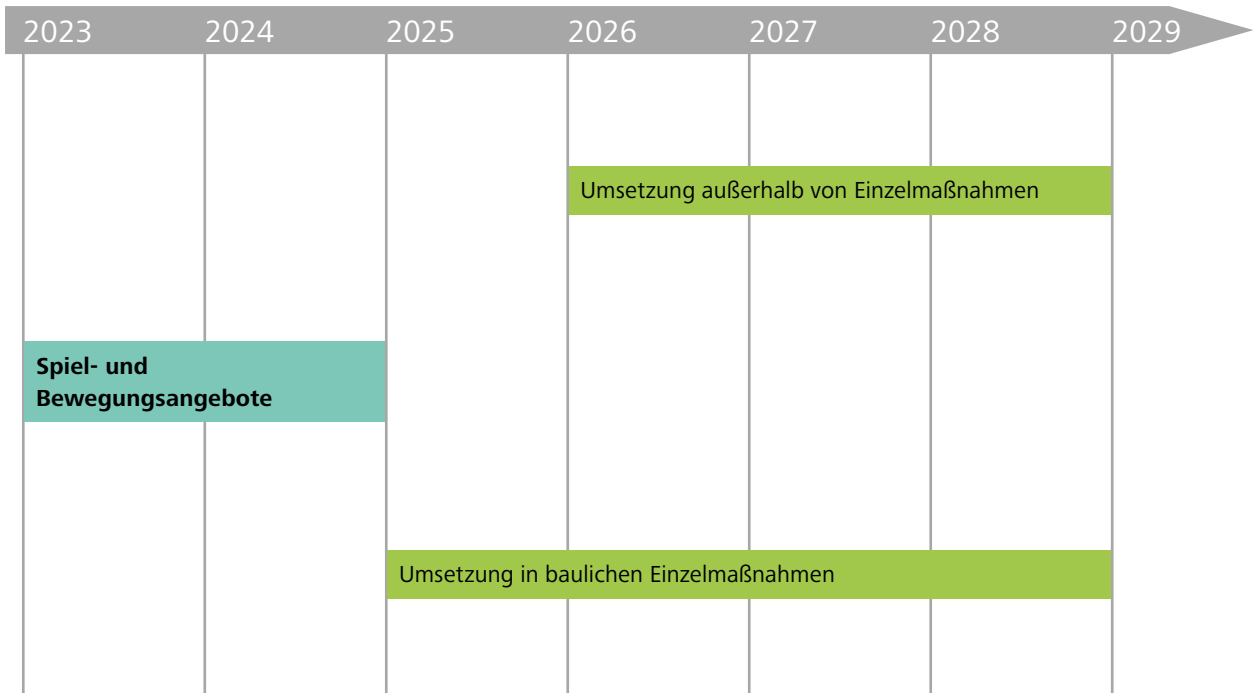 2023 2024 2025 2026 2027 2028 2029
Umsetzung außerhalb von Einzelmaßnahmen
Spiel- und
Bewegungsangebote
Umsetzung in baulichen Einzelmaßnahmen